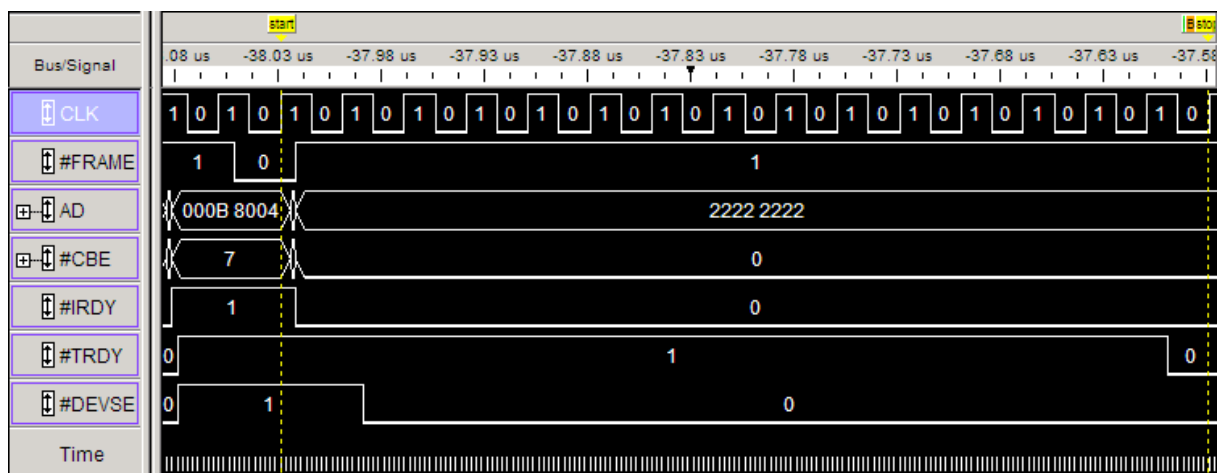 start B stop
Bus/Signal .08 us -38.03 us -37.98 us -37.93 us -37.88 us -37.83 us -37.78 us -37.73 us -37.68 us -37.63 us -37.58
CLK 1 0 1 0 1 0 1 0 1 0 1 0 1 0 1 0 1 0 1 0 1 0 1 0 1 0 1 0 1 0 1 0 1 0
#FRAME 1 0 1
AD 000B 8004 2222 2222
#CBE 7 0
#IRDY 1 0
#TRDY 0 1 0
#DEVSE 0 1 0
Time